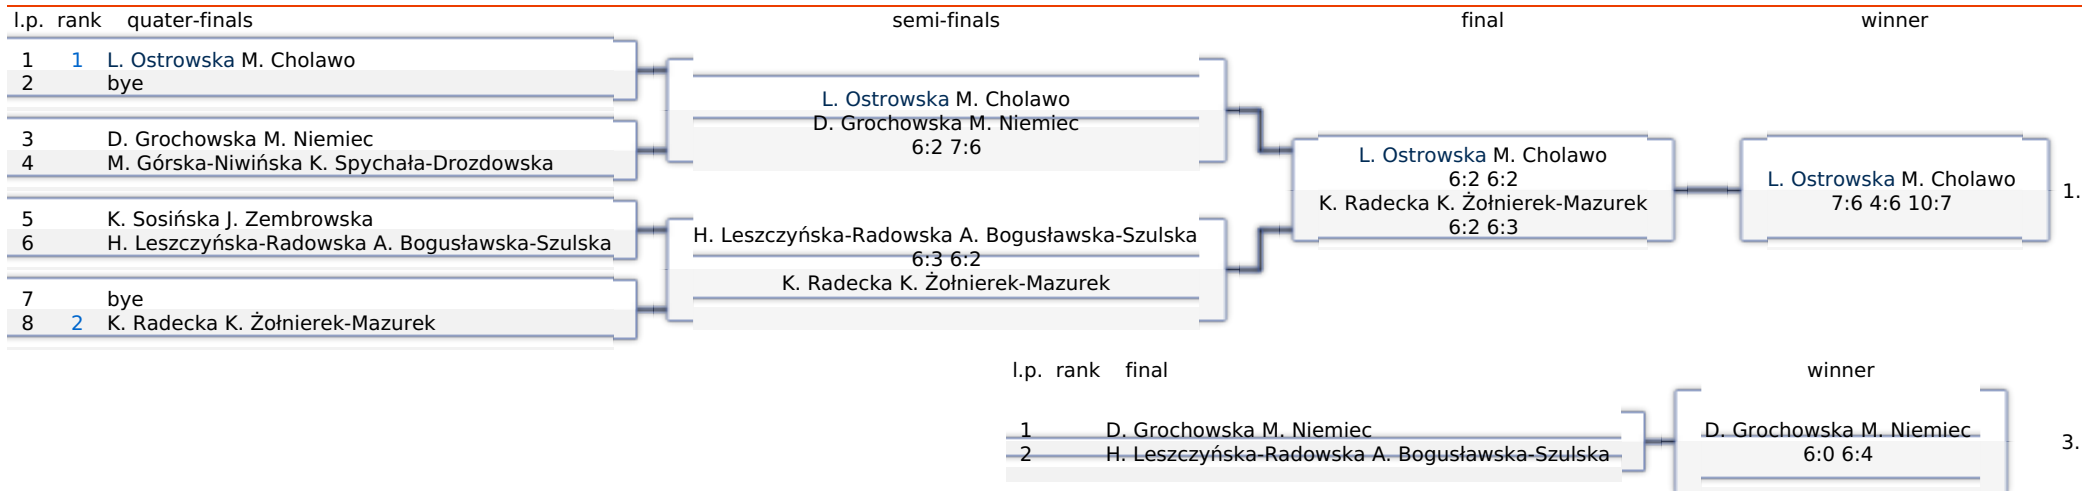 l.p. rank quater-finals semi-finals final winner
1 1 L. Ostrowska M. Cholawo
2 bye
3 D. Grochowska M. Niemiec
4 M. Górska-Niwińska K. Spychała-Drozdowska
5 K. Sosińska J. Zembrowska
6 H. Leszczyńska-Radowska A. Bogusławska-Szulska
7 bye
8 2 K. Radecka K. Żołnierek-Mazurek
L. Ostrowska M. Cholawo
D. Grochowska M. Niemiec
6:2 7:6
H. Leszczyńska-Radowska A. Bogusławska-Szulska
6:3 6:2
K. Radecka K. Żołnierek-Mazurek
L. Ostrowska M. Cholawo
6:2 6:2
K. Radecka K. Żołnierek-Mazurek
6:2 6:3
L. Ostrowska M. Cholawo
7:6 4:6 10:7
1.
l.p. rank final winner
1 D. Grochowska M. Niemiec
2 H. Leszczyńska-Radowska A. Bogusławska-Szulska
D. Grochowska M. Niemiec
6:0 6:4
3.